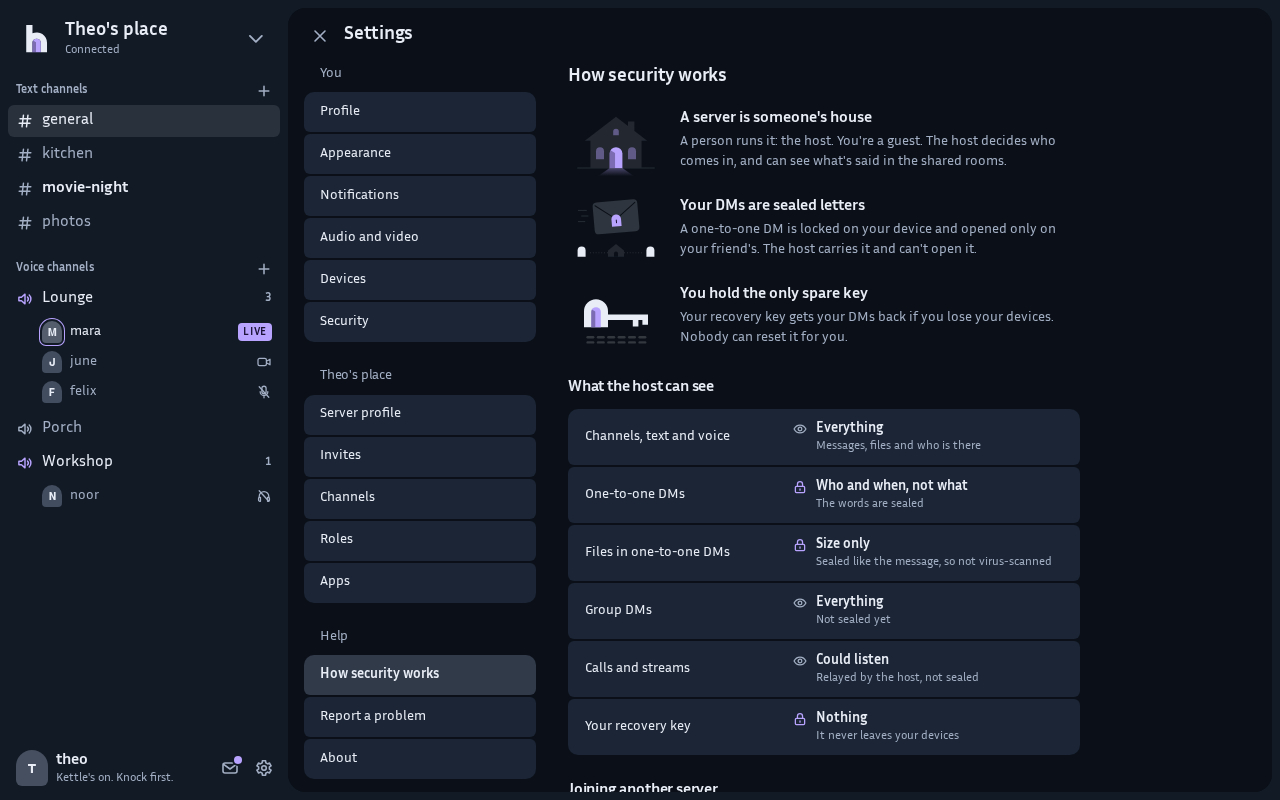 Theo's place
Connected
Text channels
general
kitchen
movie-night
photos
Voice channels
Lounge
3
M
mara
LIVE
J
june
F
felix
Porch
Workshop
1
N
noor
T
theo
Kettle's on. Knock first.
Settings
You
Profile
Appearance
Notifications
Audio and video
Devices
Security
Theo's place
Server profile
Invites
Channels
Roles
Apps
Help
How security works
Report a problem
About
How security works
A server is someone's house
A person runs it: the host. You're a guest. The host decides who
comes in, and can see what's said in the shared rooms.
Your DMs are sealed letters
A one-to-one DM is locked on your device and opened only on
your friend's. The host carries it and can't open it.
You hold the only spare key
Your recovery key gets your DMs back if you lose your devices.
Nobody can reset it for you.
What the host can see
Channels, text and voice
Everything
Messages, files and who is there
One-to-one DMs
Who and when, not what
The words are sealed
Files in one-to-one DMs
Size only
Sealed like the message, so not virus-scanned
Group DMs
Everything
Not sealed yet
Calls and streams
Could listen
Relayed by the host, not sealed
Your recovery key
Nothing
It never leaves your devices
Joining another server